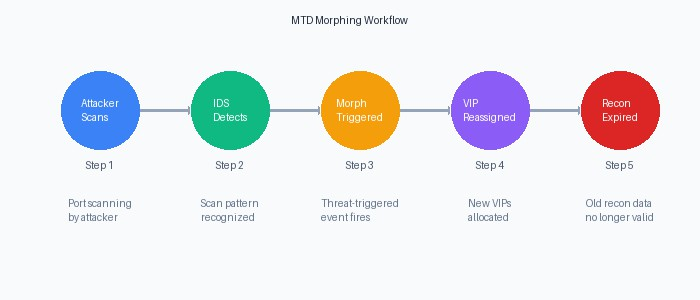 MTD Morphing Workflow
Attacker
Scans
IDS
Detects
Morph
Triggered
VIP
Reassigned
Recon
Expired
Step 1
Step 2
Step 3
Step 4
Step 5
Port scanning
by attacker
Scan pattern
recognized
Threat-triggered
event fires
New VIPs
allocated
Old recon data
no longer valid